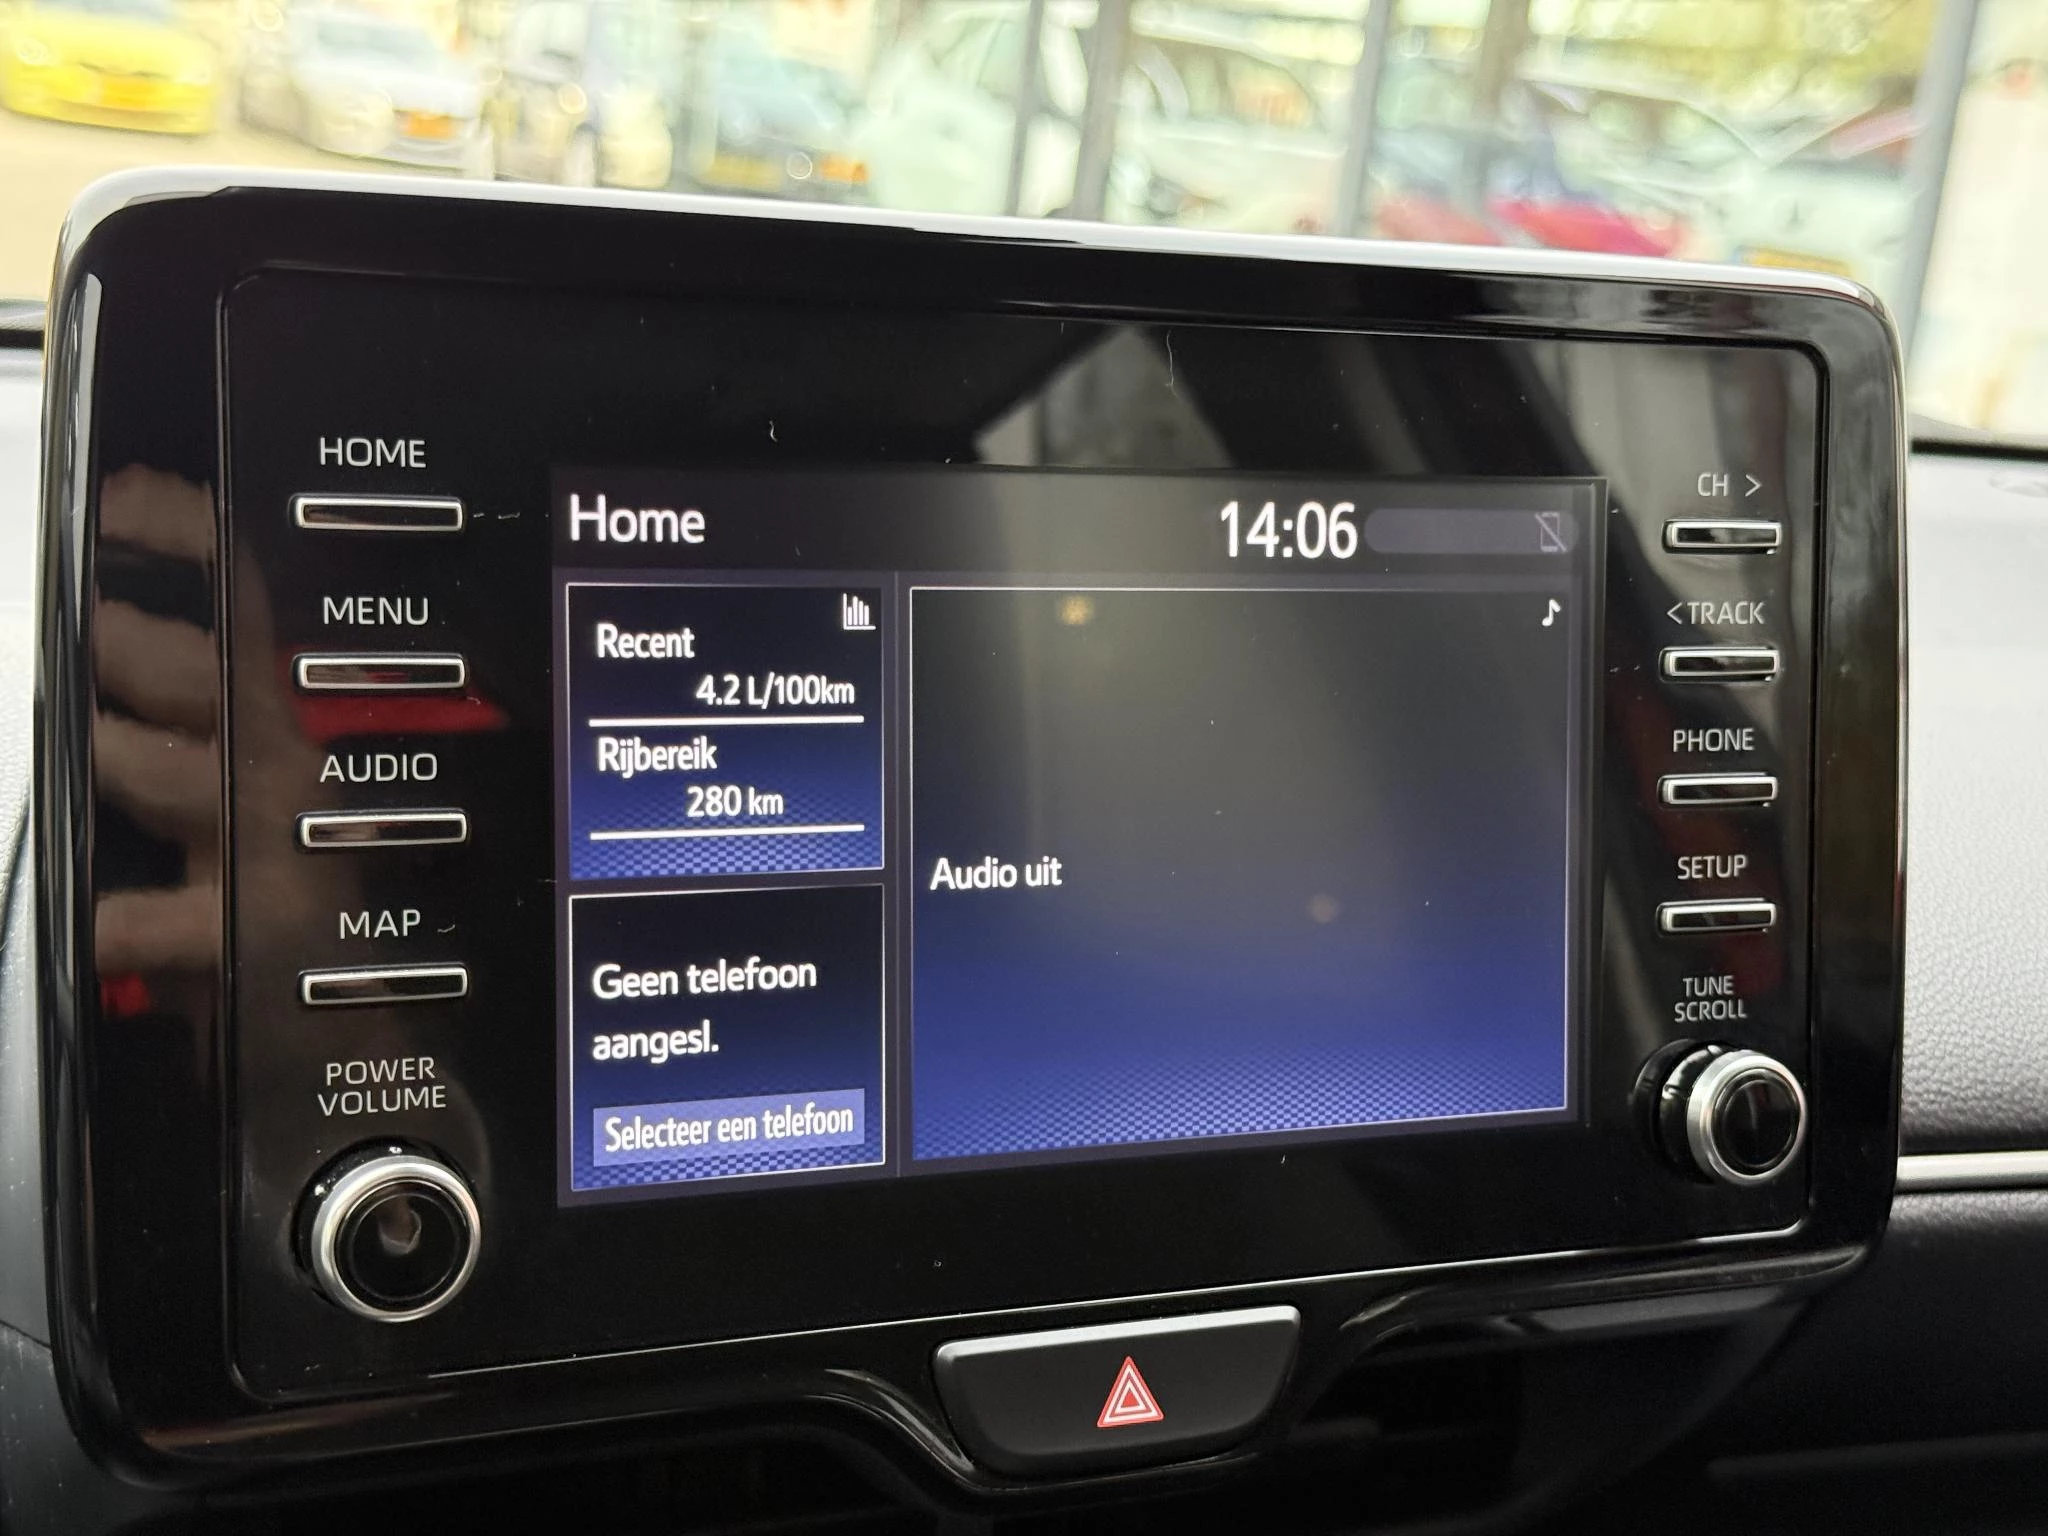 HOME
MENU
AUDIO
MAP
POWER
VOLUME
Home
14:06
Recent
4.2 L/100km
Rijbereik
280 km
Geen telefoon
aangesl.
Selecteer een telefoon
Audio uit
CH >
<TRACK
PHONE
SETUP
TUNE
SCROLL